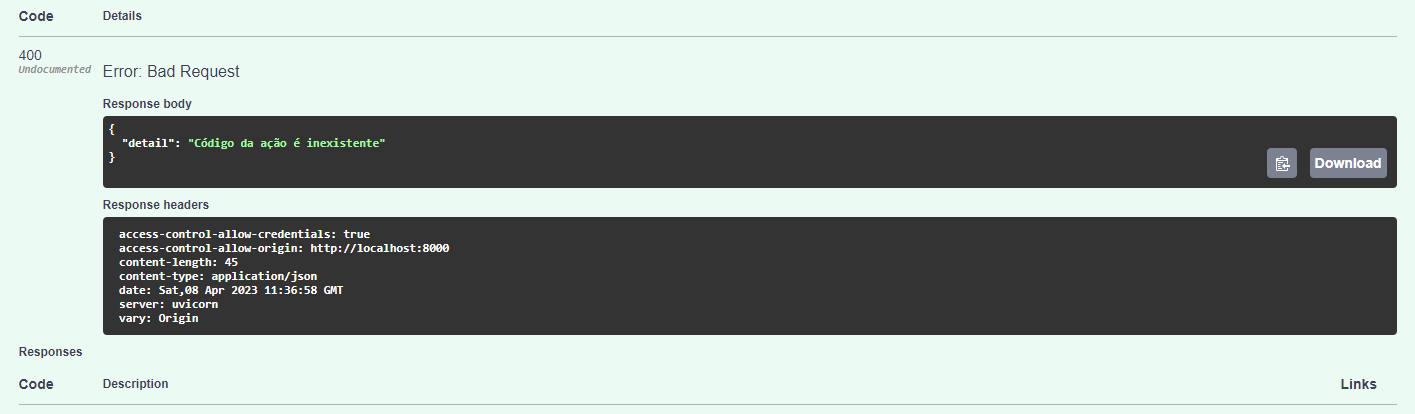 Code Details
400
Undocumented
Error: Bad Request
Response body
{
"detail": "Código da ação é inexistente"
}
Download
Response headers
access-control-allow-credentials: true
access-control-allow-origin: http://localhost:8000
content-length: 45
content-type: application/json
date: Sat,08 Apr 2023 11:36:58 GMT
server: uvicorn
vary: Origin
Responses
Code Description Links